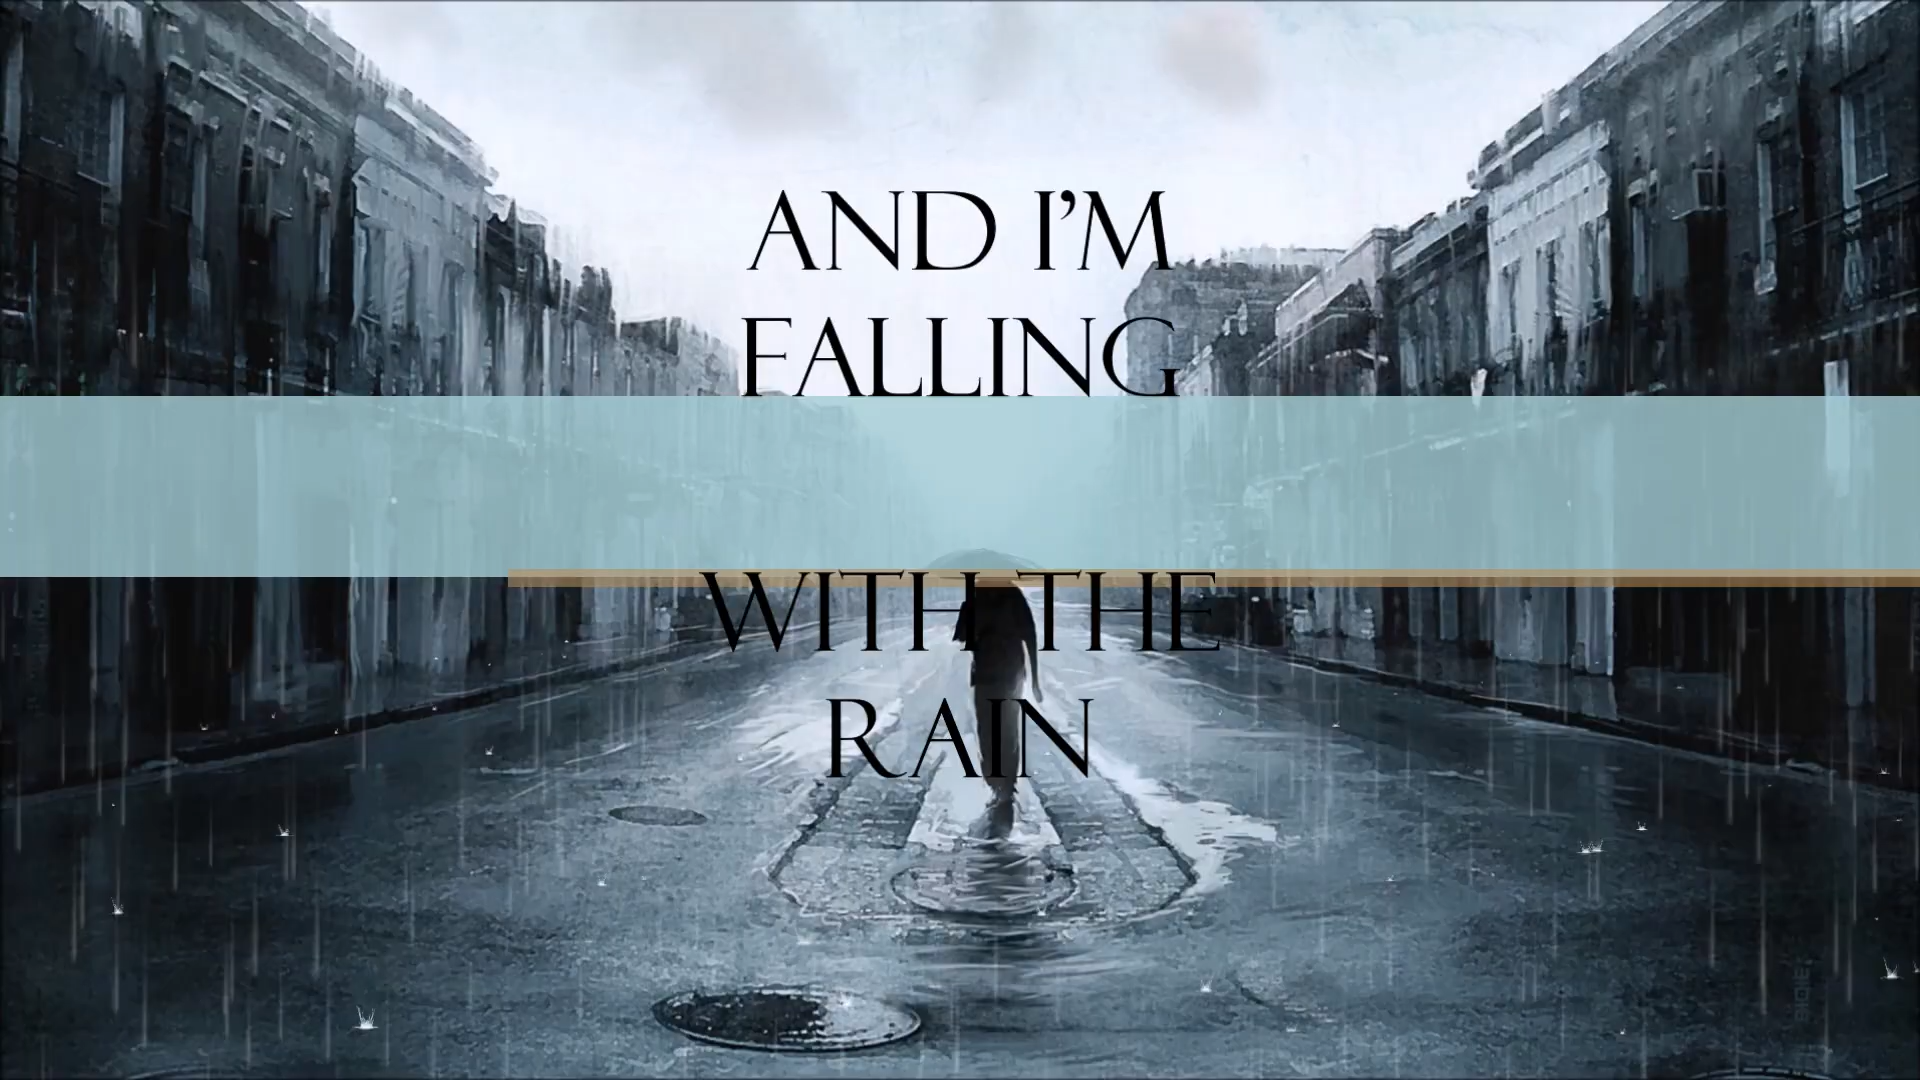 AND I'M
FALLING
WITH THE
RAIN